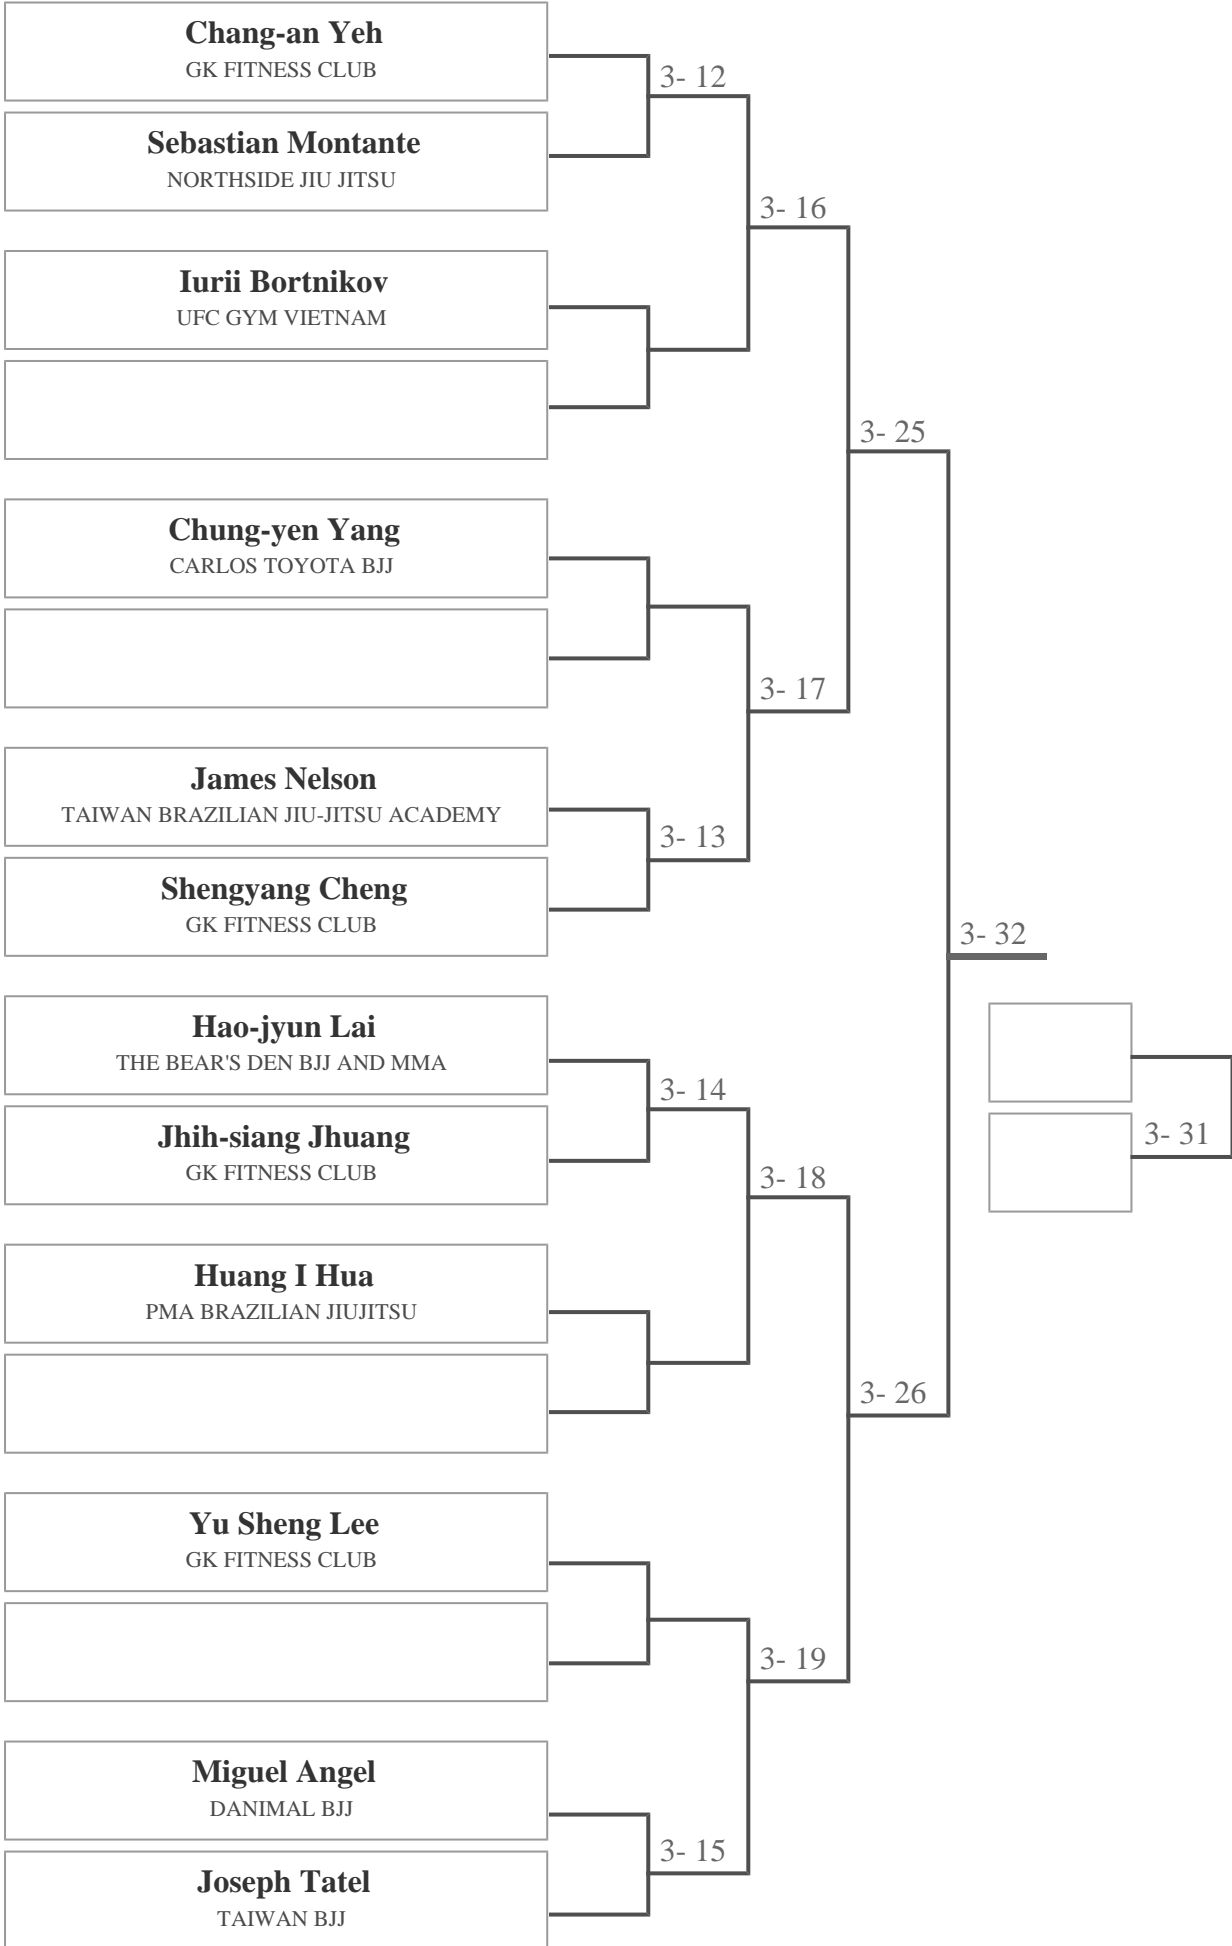 Chang-an Yeh
GK FITNESS CLUB
3- 12
Sebastian Montante
NORTHSIDE JIU JITSU
3- 16
Iurii Bortnikov
UFC GYM VIETNAM
3- 25
Chung-yen Yang
CARLOS TOYOTA BJJ
3- 17
James Nelson
TAIWAN BRAZILIAN JIU-JITSU ACADEMY
3- 13
Shengyang Cheng
GK FITNESS CLUB
3- 32
Hao-jyun Lai
THE BEAR'S DEN BJJ AND MMA
3- 14
Jhih-siang Jhuang
GK FITNESS CLUB
3- 31
3- 18
Huang I Hua
PMA BRAZILIAN JIUJITSU
3- 26
Yu Sheng Lee
GK FITNESS CLUB
3- 19
Miguel Angel
DANIMAL BJJ
3- 15
Joseph Tatel
TAIWAN BJJ